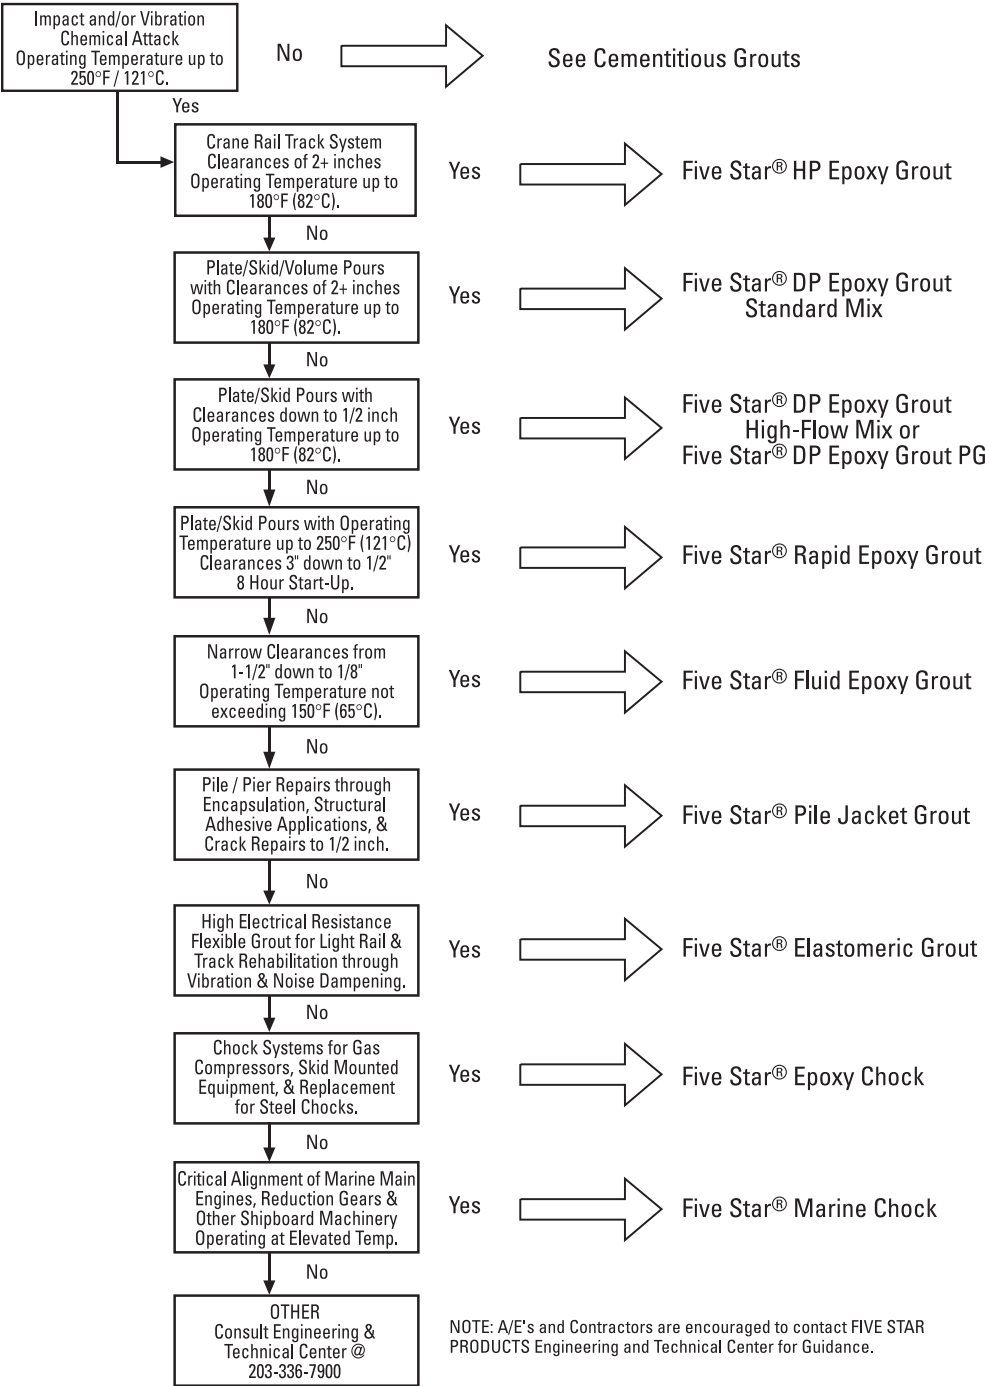 Impact and/or Vibration
Chemical Attack
Operating Temperature up to
250°F / 121°C.
No
See Cementitious Grouts
Yes
Crane Rail Track System
Clearances of 2+ inches
Operating Temperature up to
180°F (82°C).
Yes
Five Star® HP Epoxy Grout
No
Plate/Skid/Volume Pours
with Clearances of 2+ inches
Operating Temperature up to
180°F (82°C).
Yes
Five Star® DP Epoxy Grout
Standard Mix
No
Plate/Skid Pours with
Clearances down to 1/2 inch
Operating Temperature up to
180°F (82°C).
Yes
Five Star® DP Epoxy Grout
High-Flow Mix or
Five Star® DP Epoxy Grout PG
No
Plate/Skid Pours with Operating
Temperature up to 250°F (121°C)
Clearances 3" down to 1/2"
8 Hour Start-Up.
Yes
Five Star® Rapid Epoxy Grout
No
Narrow Clearances from
1-1/2" down to 1/8"
Operating Temperature not
exceeding 150°F (65°C).
Yes
Five Star® Fluid Epoxy Grout
No
Pile / Pier Repairs through
Encapsulation, Structural
Adhesive Applications, &
Crack Repairs to 1/2 inch.
Yes
Five Star® Pile Jacket Grout
No
High Electrical Resistance
Flexible Grout for Light Rail &
Track Rehabilitation through
Vibration & Noise Dampening.
Yes
Five Star® Elastomeric Grout
No
Chock Systems for Gas
Compressors, Skid Mounted
Equipment, & Replacement
for Steel Chocks.
Yes
Five Star® Epoxy Chock
No
Critical Alignment of Marine Main
Engines, Reduction Gears &
Other Shipboard Machinery
Operating at Elevated Temp.
Yes
Five Star® Marine Chock
No
OTHER
Consult Engineering &
Technical Center @
203-336-7900
NOTE: A/E's and Contractors are encouraged to contact FIVE STAR
PRODUCTS Engineering and Technical Center for Guidance.